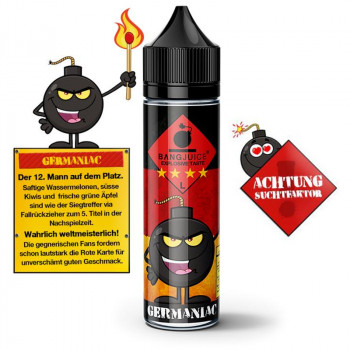 GERMANIAC
Der 12. Mann auf dem Platz.
Saftige Wassermelonen, süsse
Kiwis und frische grüne Äpfel
sind wie der Siegtreffer via
Fallrückzieher zum 5. Titel in der
Nachspielzeit.
Wahrlich weltmeisterlich!
Die gegnerischen Fans fordern
schon lautstark die Rote Karte für
unverschämt guten Geschmack.
BANGJUICE
L
GERMANIAC
ACHTUNG
SUCHTFAKTOR